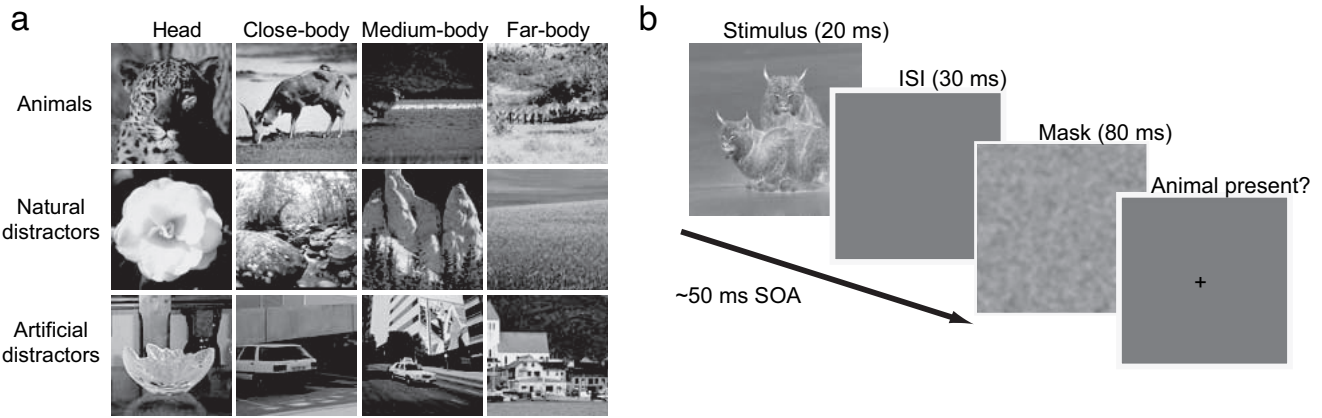 a
Head Close-body Medium-body Far-body
Animals
Natural
distractors
Artificial
distractors
b
Stimulus (20 ms)
ISI (30 ms)
Mask (80 ms)
Animal present?
+
~50 ms SOA